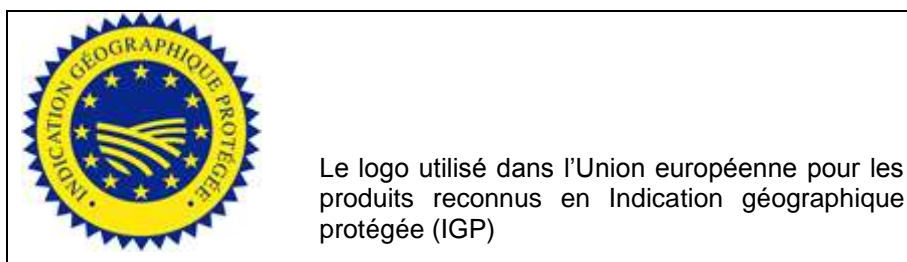 INDICATION GÉOGRAPHIQUE PROTÉGÉE
Le logo utilisé dans l'Union européenne pour les
produits reconnus en Indication géographique
protégée (IGP)